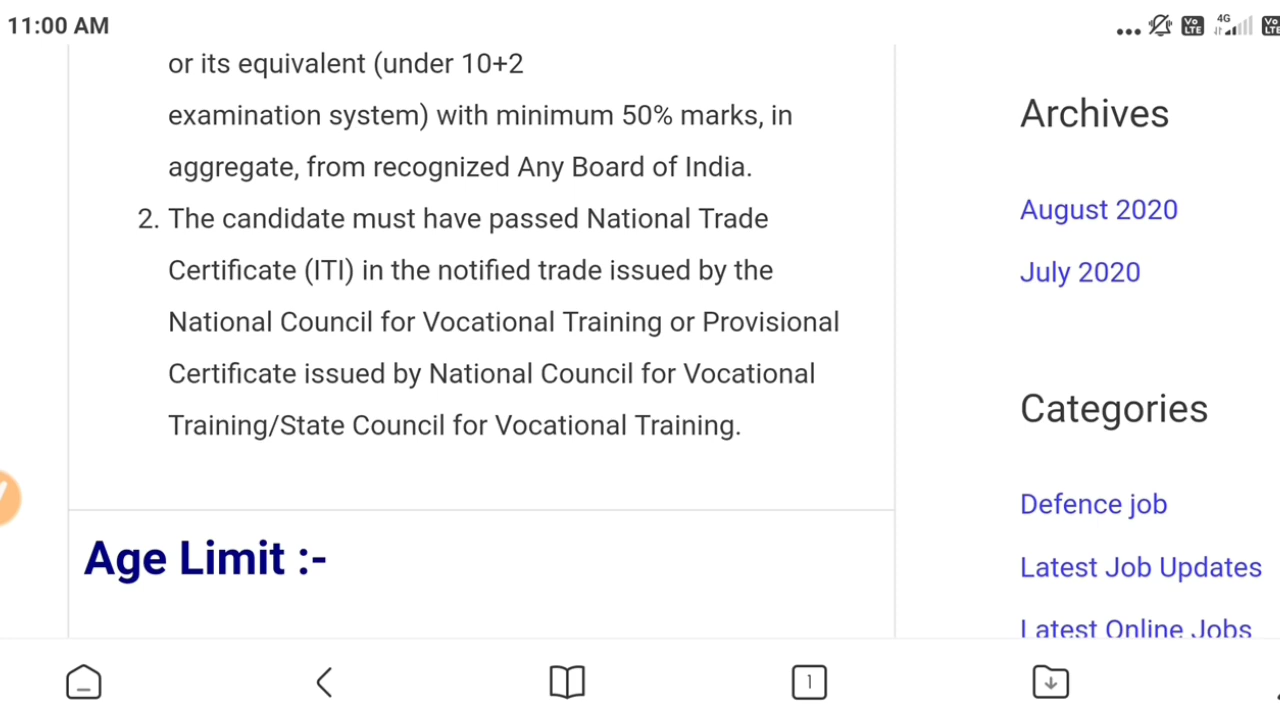 11:00 AM
4G
Vo
LTE
or its equivalent (under 10+2
examination system) with minimum 50% marks, in
aggregate, from recognized Any Board of India.
2. The candidate must have passed National Trade
Certificate (ITI) in the notified trade issued by the
National Council for Vocational Training or Provisional
Certificate issued by National Council for Vocational
Training/State Council for Vocational Training.
Age Limit :-
Archives
August 2020
July 2020
Categories
Defence job
Latest Job Updates
Latest Online Jobs
1